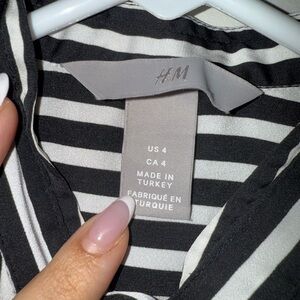 H&M
US 4
CA 4
MADE IN
TURKEY
FABRIQUÉ EN
TURQUIE